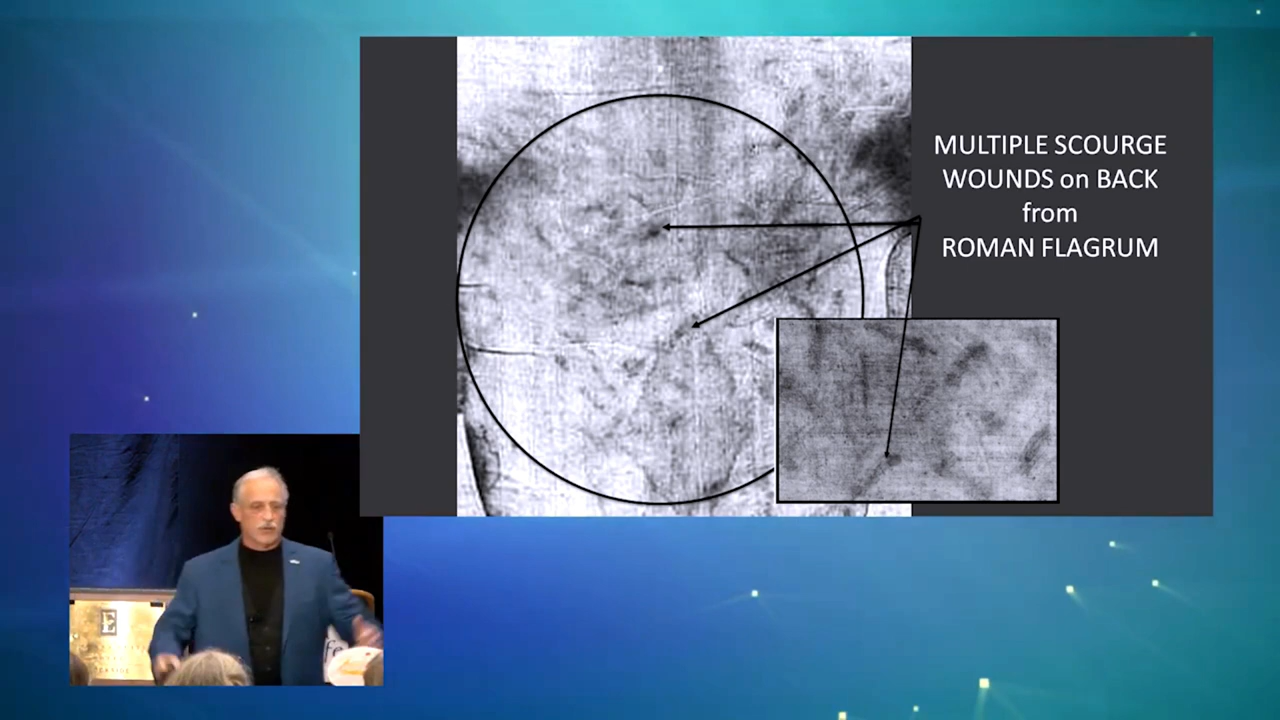 MULTIPLE SCOURGE
WOUNDS on BACK
from
ROMAN FLAGRUM
E